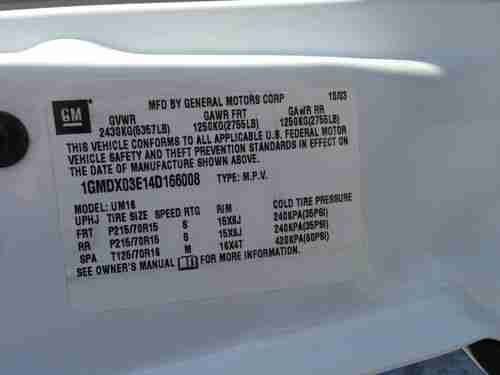 MFD BY GENERAL MOTORS CORP 10/03
GM GVWR GAWR FRT GAWR RR
2430KG(5357LB) 1250KG(2755LB) 1250KG(2755LB)
THIS VEHICLE CONFORMS TO ALL APPLICABLE U.S. FEDERAL MOTOR
VEHICLE SAFETY AND THEFT PREVENTION STANDARDS IN EFFECT ON
THE DATE OF MANUFACTURE SHOWN ABOVE.
1GMDX03E14D166008 TYPE: M.P.V.
MODEL: UM16
UPHJ TIRE SIZE SPEED RTG RIM COLD TIRE PRESSURE
FRT P215/70R15 S 15X6J 240KPA(35PSI)
RR P215/70R15 S 15X6J 240KPA(35PSI)
SPA T125/70R16 M 16X4T 420KPA(60PSI)
SEE OWNER'S MANUAL FOR MORE INFORMATION